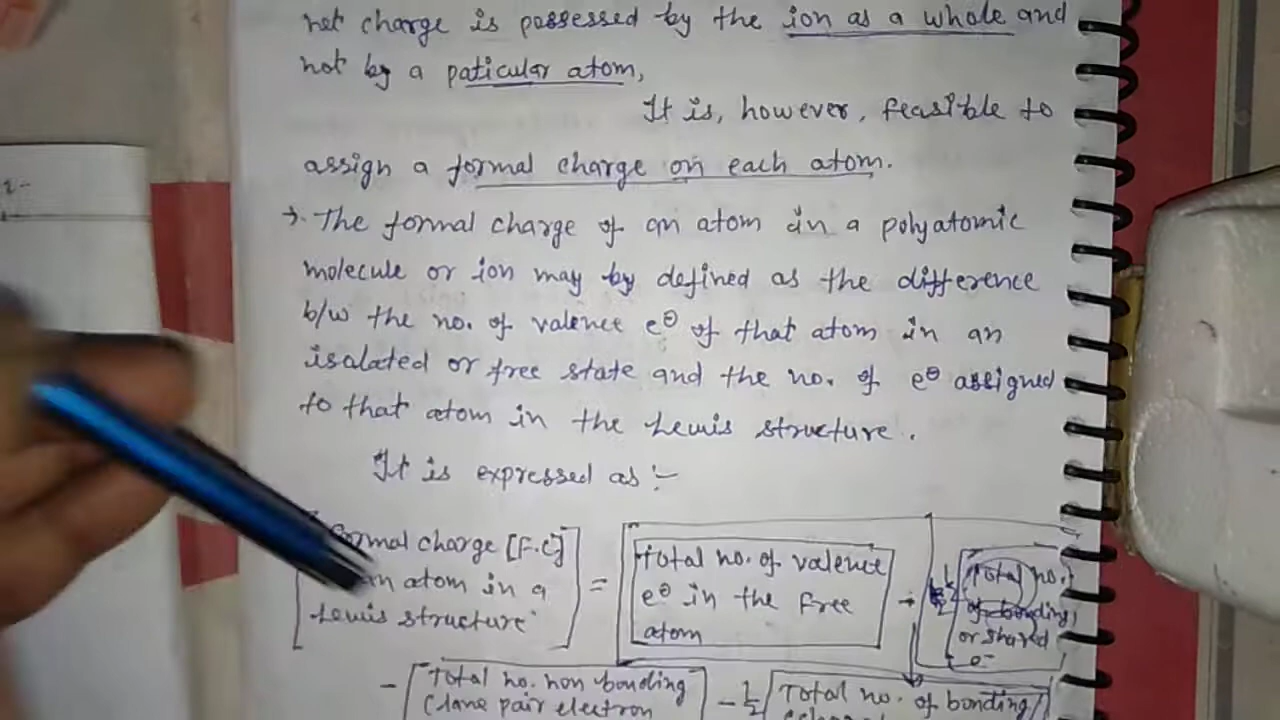 net charge is possessed by the ion as a whole and
not by a paticular atom,
It is, however, feasible to
assign a formal charge on each atom.
→. The formal charge of an atom in a polyatomic
molecule or ion may by defined as the difference
b/w the no. of valence e⊖ of that atom in an
isalated or free state and the no. of e⊖ assigned
to that atom in the Lewis structure.
It is expressed as :-
formal charge [F.C]
an atom in a
Lewis structure
=
Total no. of valence
e⊖ in the free
atom
-
1/2
Total no.
of bonding/
or shared
e-
- [Total no. non bonding
(lone pair electron
] - 1/2 [Total no. of bonding/